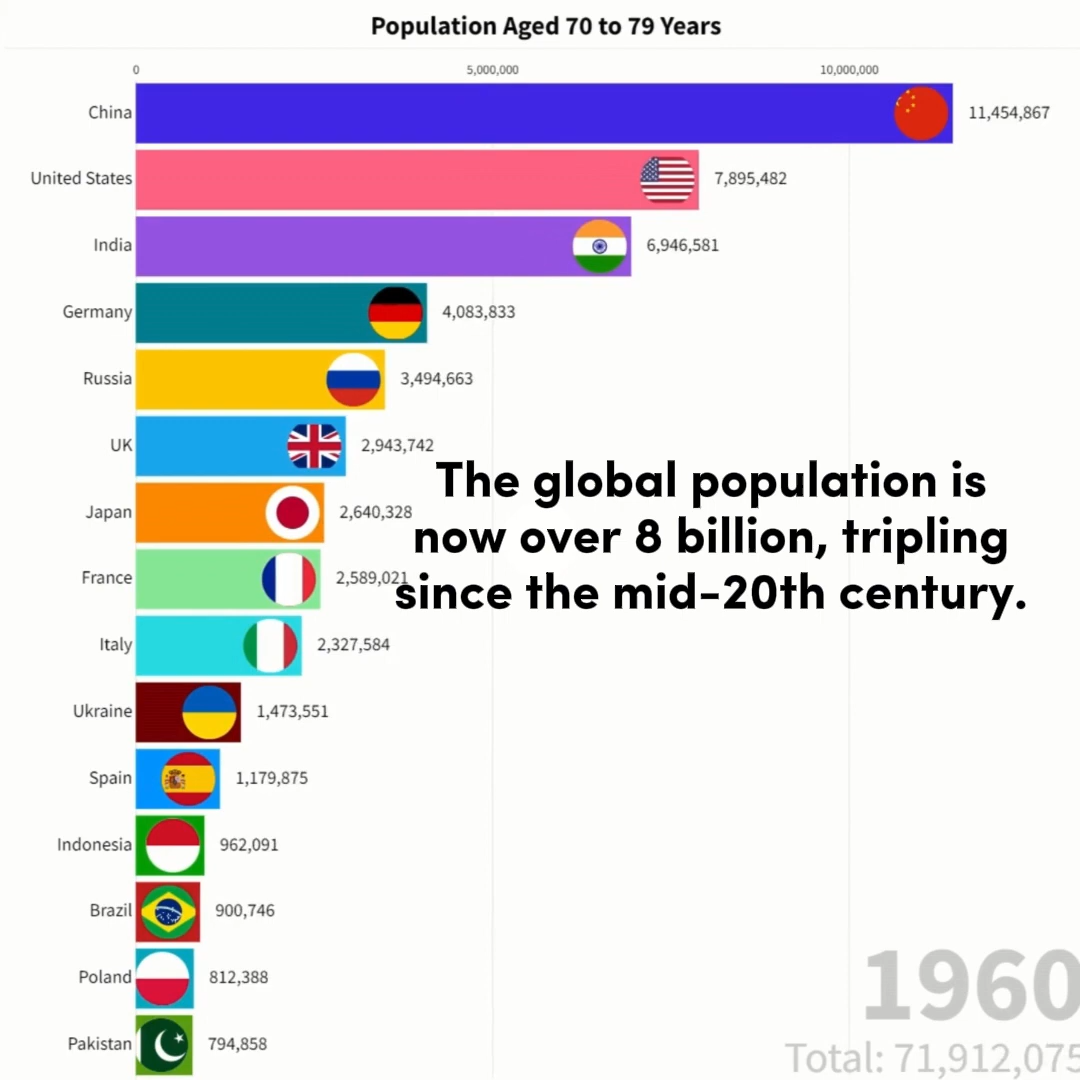 Population Aged 70 to 79 Years
0 5,000,000 10,000,000
China 11,454,867
United States 7,895,482
India 6,946,581
Germany 4,083,833
Russia 3,494,663
UK 2,943,742
The global population is
Japan 2,640,328
now over 8 billion, tripling
France 2,589,021
since the mid-20th century.
Italy 2,327,584
Ukraine 1,473,551
Spain 1,179,875
Indonesia 962,091
Brazil 900,746
Poland 812,388
1960
Pakistan 794,858
Total: 71,912,075